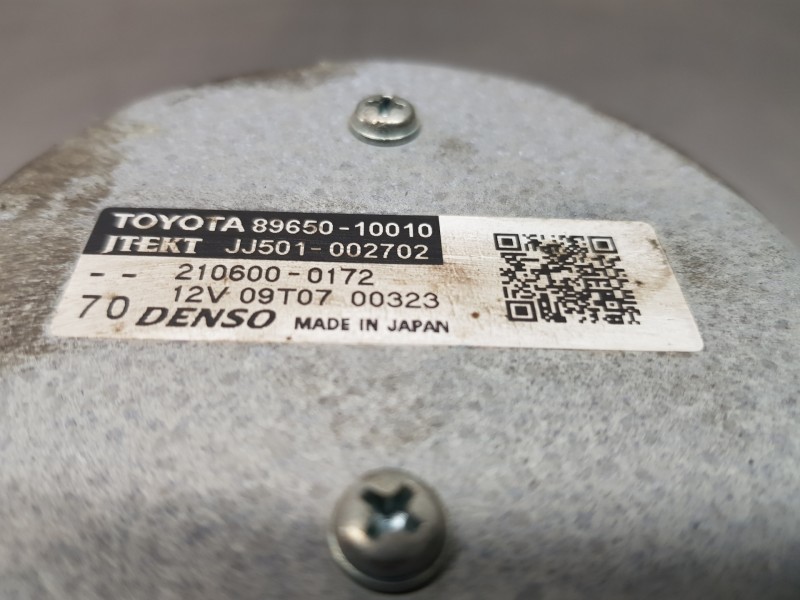 TOYOTA 89650-10010
JTEKT JJ501-002702
-- 210600-0172
12V 09T07 00323
70 DENSO MADE IN JAPAN